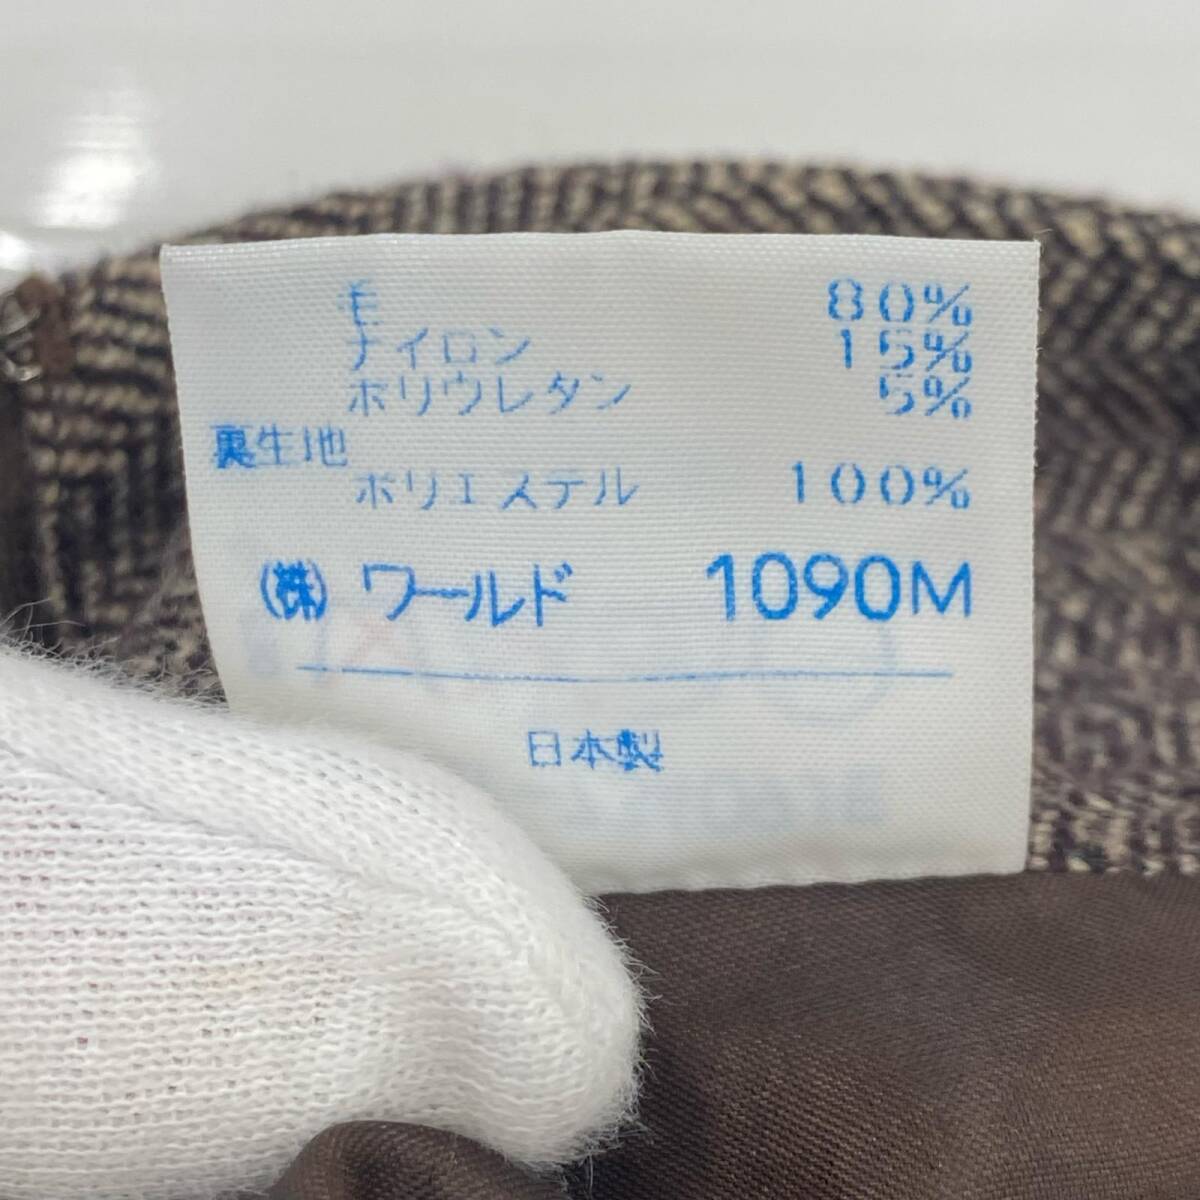 毛 80%
ナイロン 15%
ポリウレタン 5%
裏生地
ポリエステル 100%
(株) ワールド 1090M
日本製